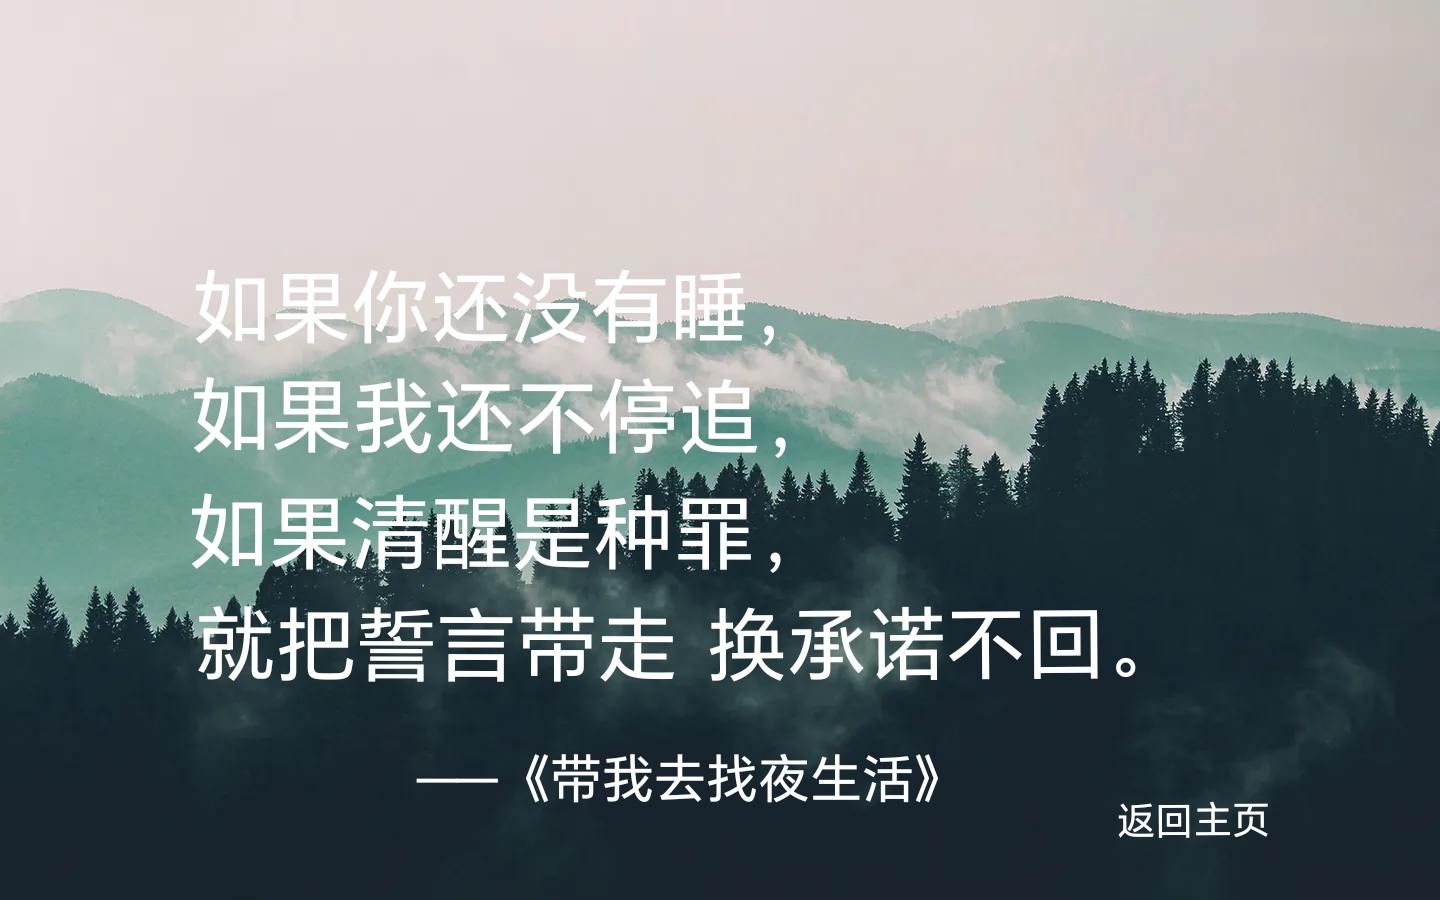 如果你还没有睡，
如果我还不停追，
如果清醒是种罪，
就把誓言带走 换承诺不回。
——《带我去找夜生活》
返回主页